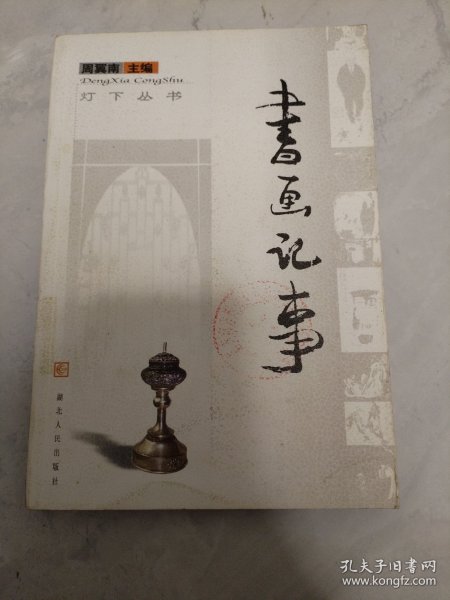 周翼南 主编
DengXia CongShu
灯下丛书
書画记事
湖北人民出版社
孔夫子旧书网
www.kongfz.com